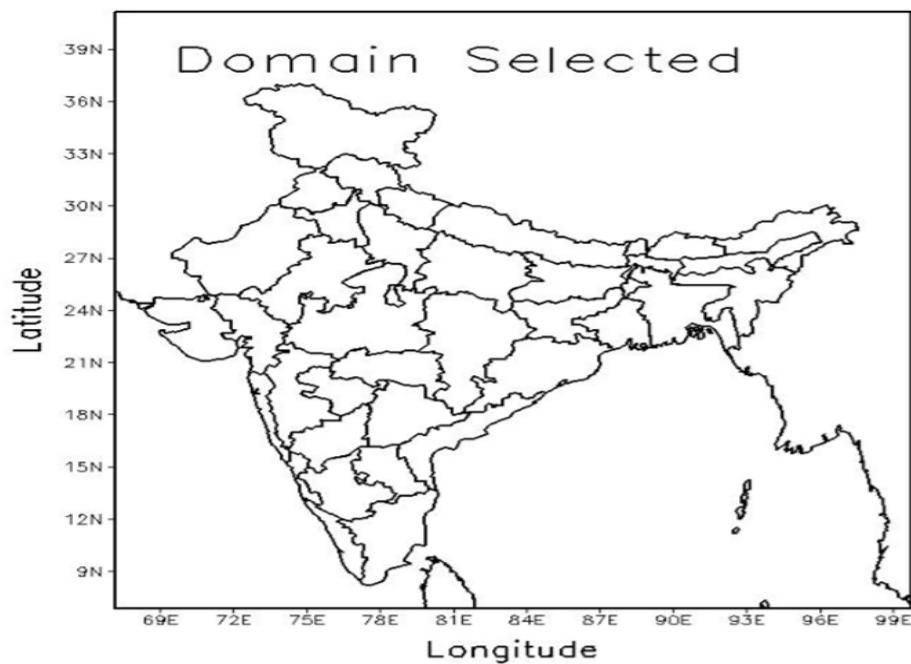 Domain Selected
39N
36N
33N
30N
27N
24N
21N
18N
15N
12N
9N
Latitude
69E 72E 75E 78E 81E 84E 87E 90E 93E 96E 99E
Longitude